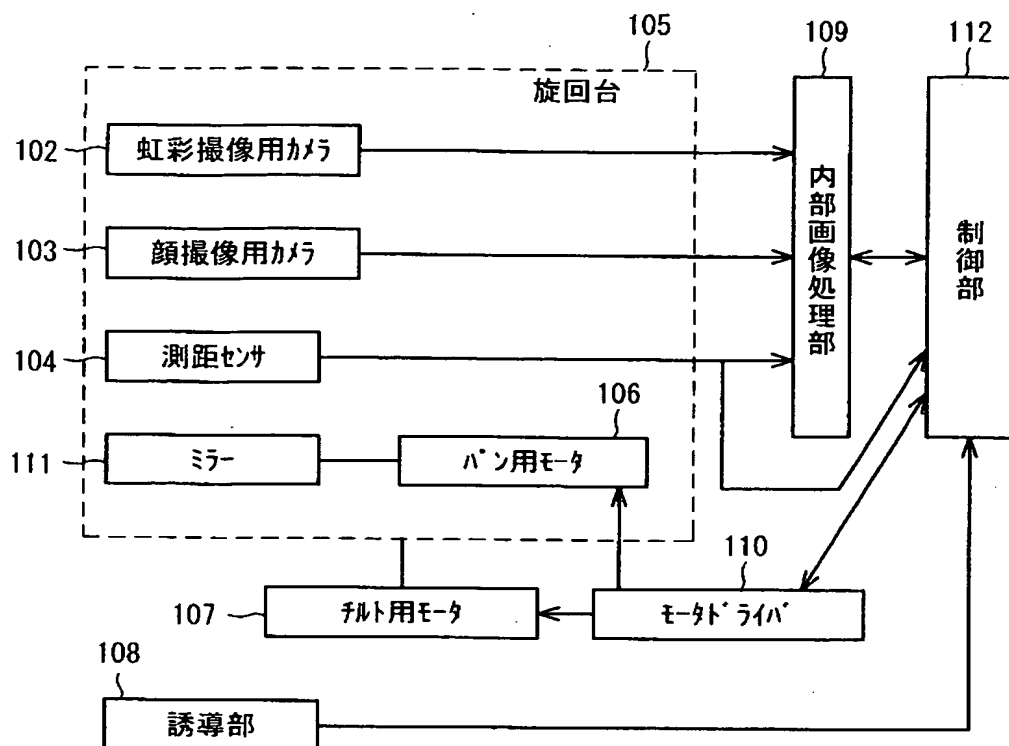 105
109
112
旋回台
102
虹彩撮像用ｶﾒﾗ
内部画像処理部
制御部
103
顔撮像用ｶﾒﾗ
104
測距ｾﾝｻ
106
111
ﾐﾗｰ
ﾊﾟﾝ用ﾓｰﾀ
110
107
ﾁﾙﾄ用ﾓｰﾀ
ﾓｰﾀﾄﾞﾗｲﾊﾞ
108
誘導部